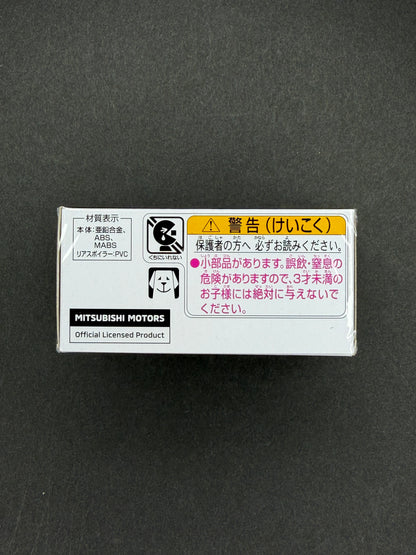 材質表示
本体:亜鉛合金、
ABS、
MABS
リアスポイラー:PVC
くちにいれない
MITSUBISHI MOTORS
Official Licensed Product
警告(けいこく)
保護者の方へ 必ずお読みください。
●小部品があります。誤飲・窒息の
危険がありますので、3才未満の
お子様には絶対に与えないで
ください。